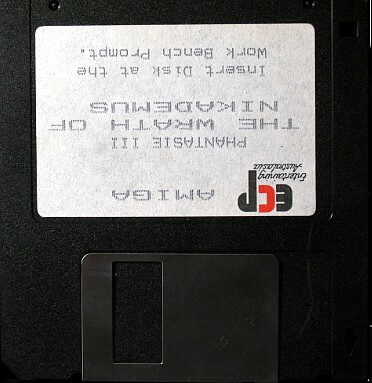 AMIGA
ECP
Entertaining
Australasia
PHANTASIE III
THE WRATH OF
NIKADEMUS
Insert Disk at the
Work Bench Prompt.